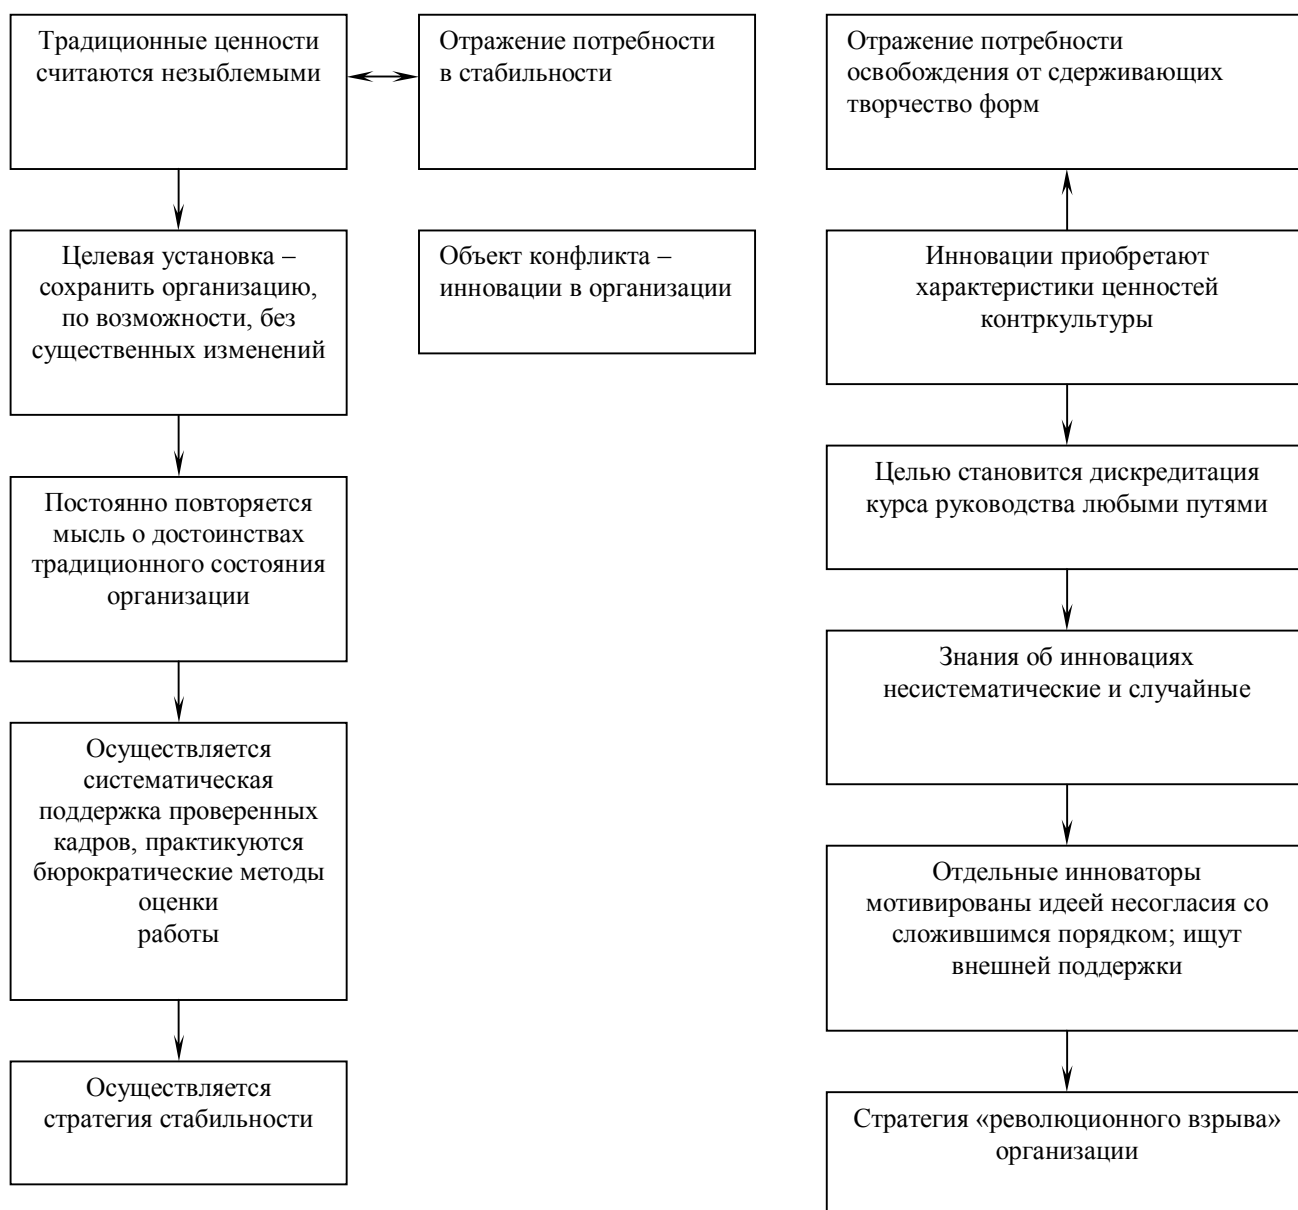 Традиционные ценности
считаются незыблемыми
Отражение потребности
в стабильности
Отражение потребности
освобождения от сдерживающих
творчество форм
Целевая установка –
сохранить организацию,
по возможности, без
существенных изменений
Объект конфликта –
инновации в организации
Инновации приобретают
характеристики ценностей
контркультуры
Постоянно повторяется
мысль о достоинствах
традиционного состояния
организации
Целью становится дискредитация
курса руководства любыми путями
Знания об инновациях
несистематические и случайные
Осуществляется
систематическая
поддержка проверенных
кадров, практикуются
бюрократические методы
оценки
работы
Отдельные инноваторы
мотивированы идеей несогласия со
сложившимся порядком; ищут
внешней поддержки
Осуществляется
стратегия стабильности
Стратегия «революционного взрыва»
организации